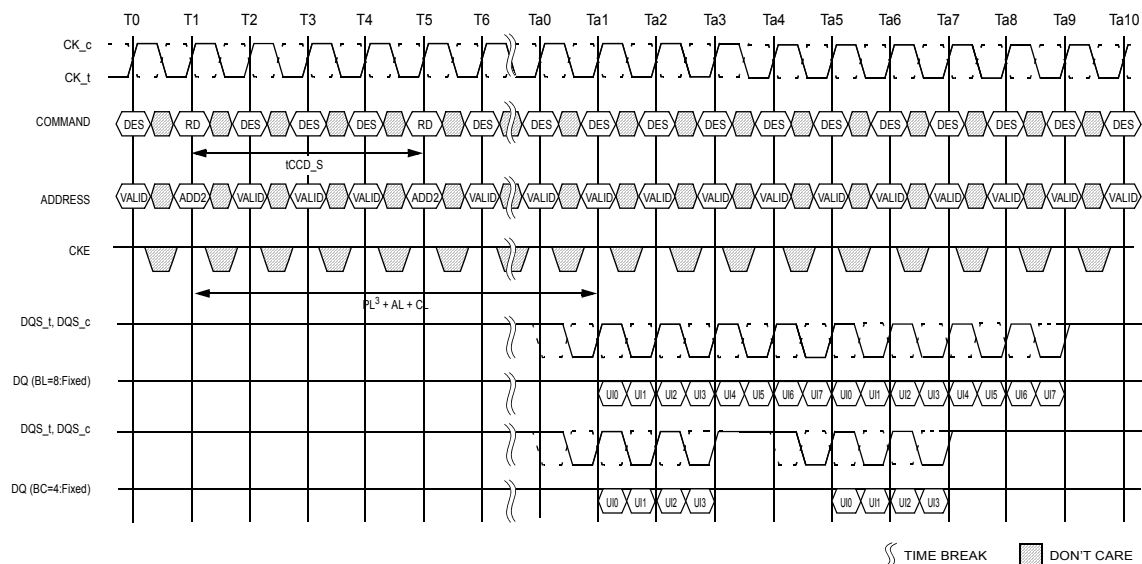 T0 T1 T2 T3 T4 T5 T6 Ta0 Ta1 Ta2 Ta3 Ta4 Ta5 Ta6 Ta7 Ta8 Ta9 Ta10
CK_c
CK_t
COMMAND DES RD DES DES DES RD DES DES DES DES DES DES DES DES DES DES DES DES
tCCD_S
ADDRESS VALID ADD2 VALID VALID VALID ADD2 VALID VALID VALID VALID VALID VALID VALID VALID VALID VALID VALID VALID
CKE
PL³ + AL + CL
DQS_t, DQS_c
DQ (BL=8:Fixed) UI0 UI1 UI2 UI3 UI4 UI5 UI6 UI7 UI0 UI1 UI2 UI3 UI4 UI5 UI6 UI7
DQS_t, DQS_c
DQ (BC=4:Fixed) UI0 UI1 UI2 UI3 UI0 UI1 UI2 UI3
TIME BREAK DON'T CARE